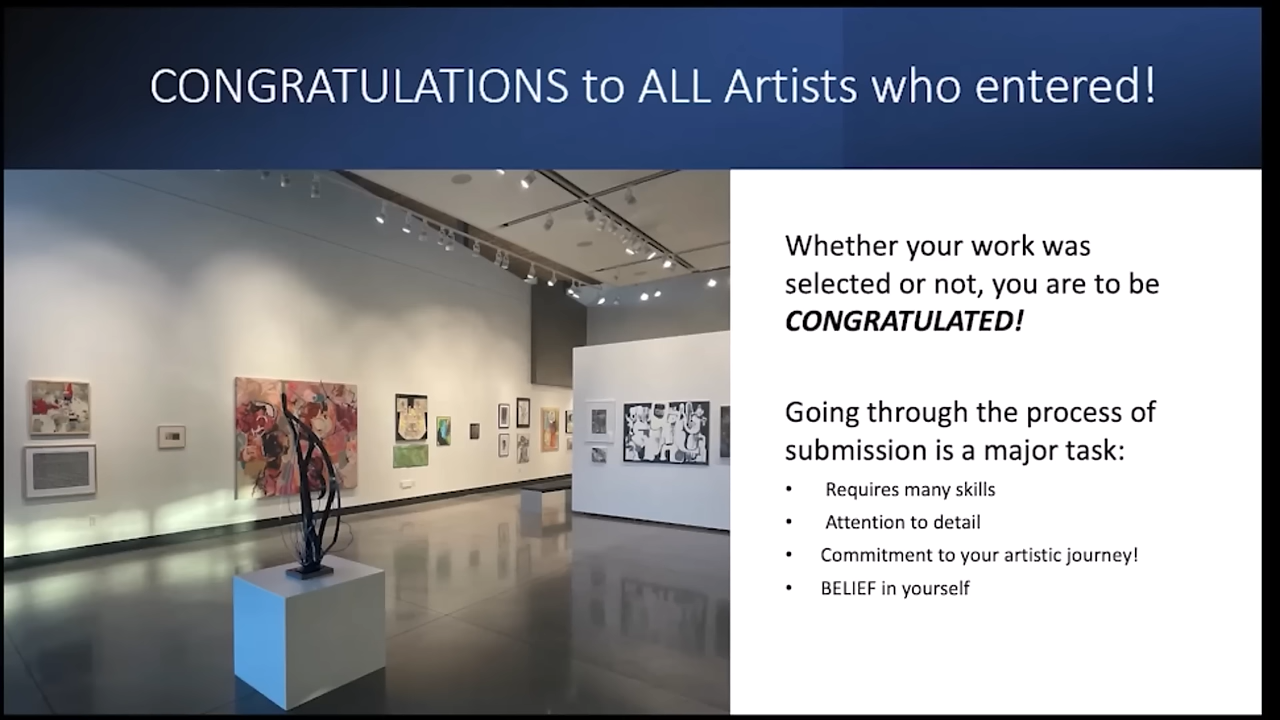 CONGRATULATIONS to ALL Artists who entered!
Whether your work was
selected or not, you are to be
CONGRATULATED!
Going through the process of
submission is a major task:
• Requires many skills
• Attention to detail
• Commitment to your artistic journey!
• BELIEF in yourself